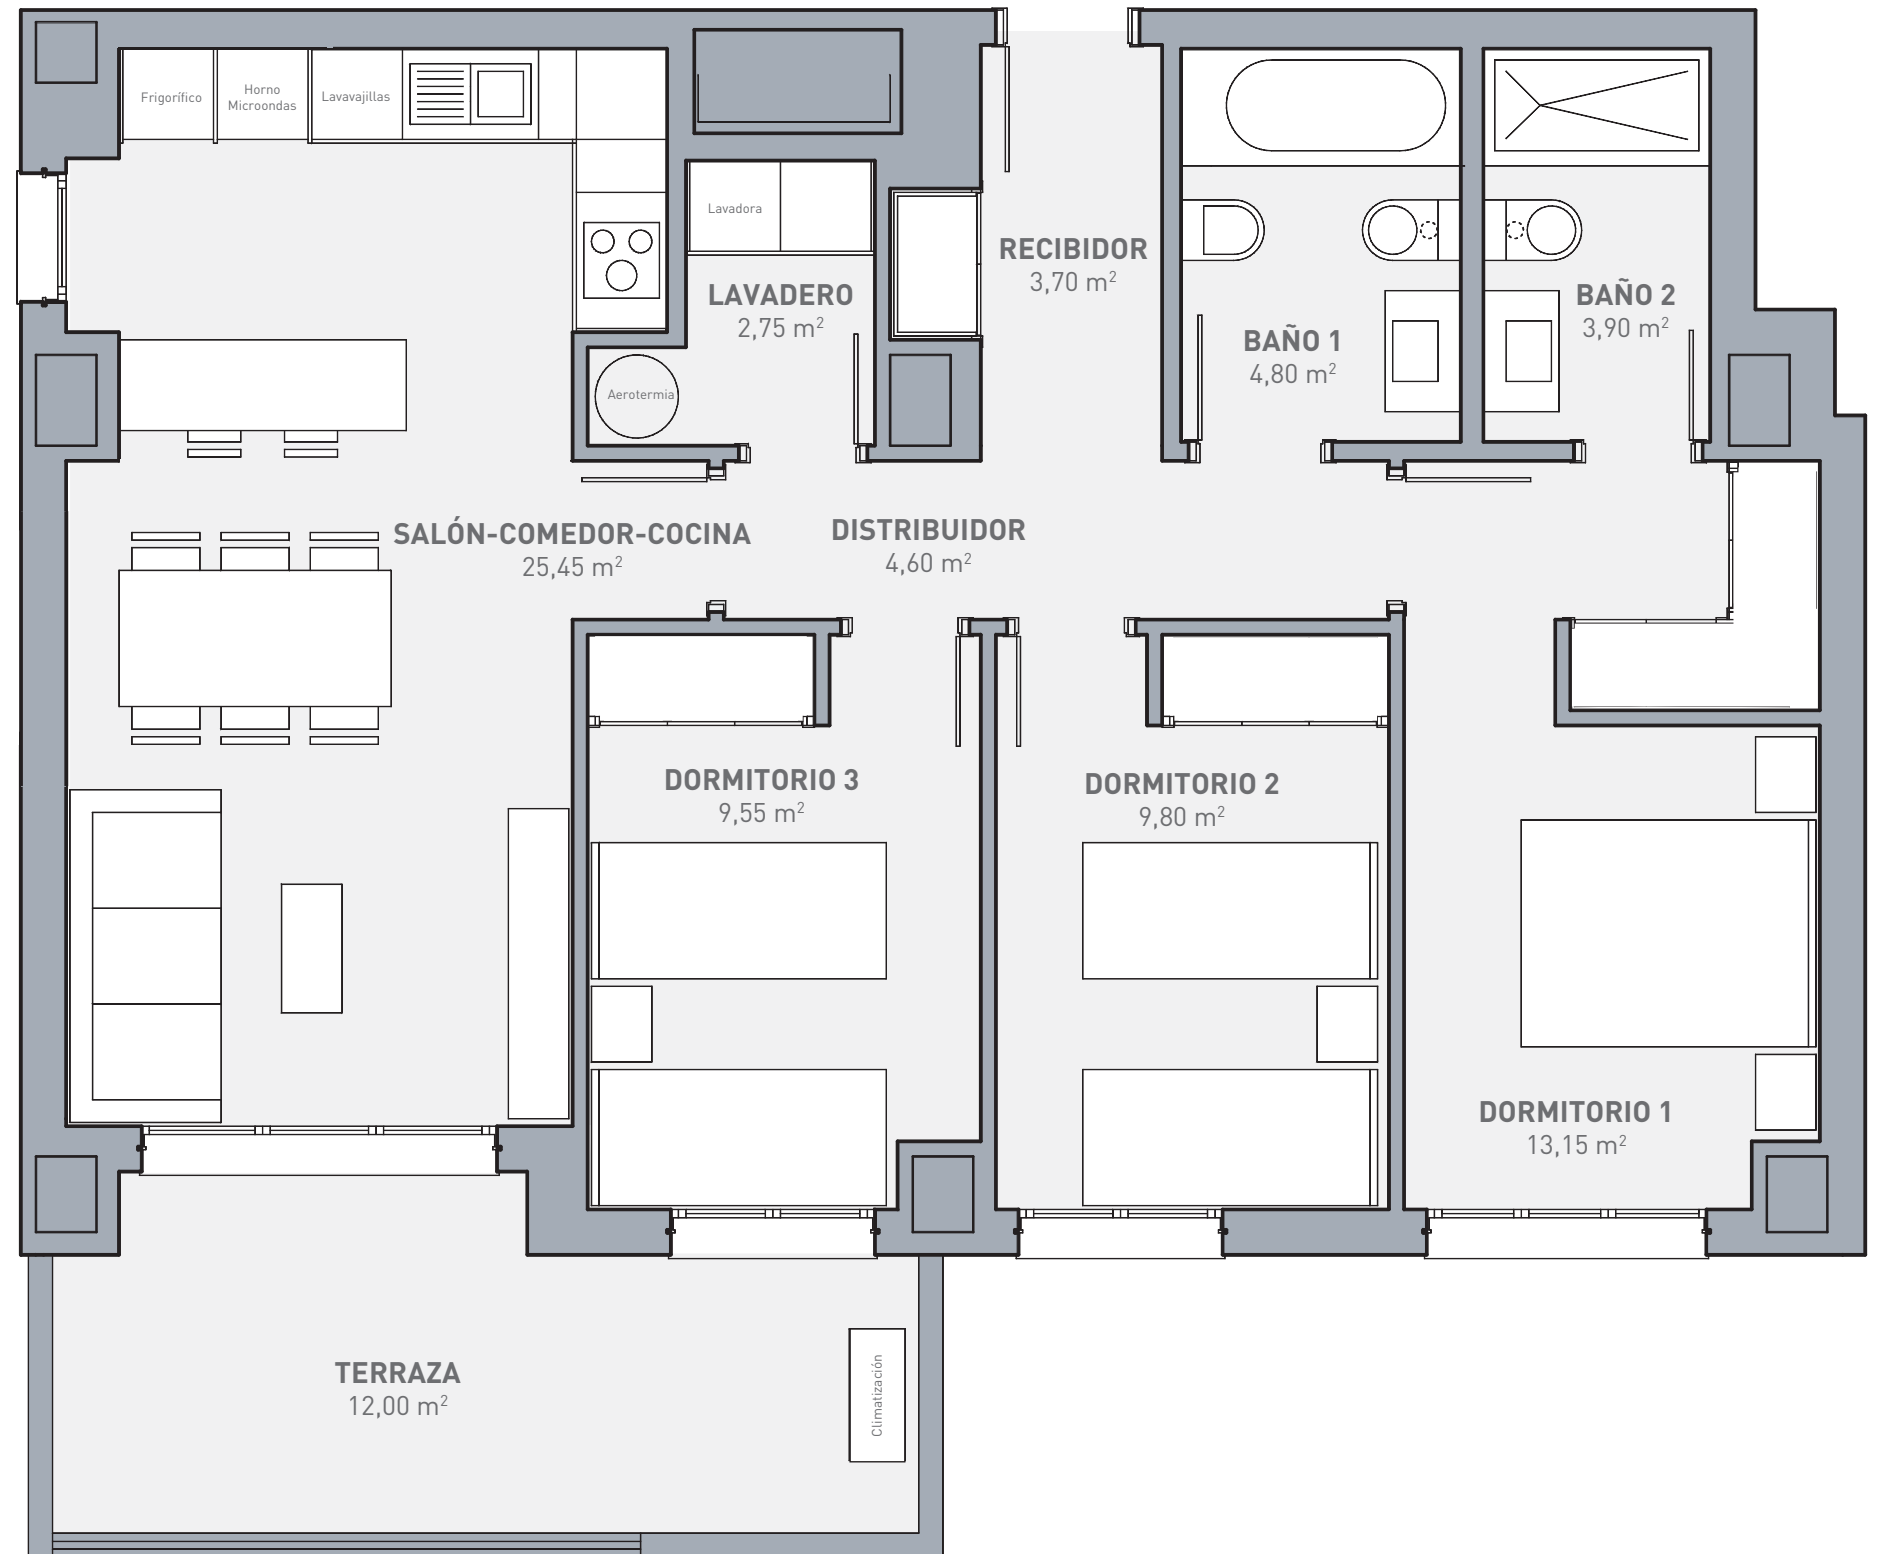 Frigorífico
Horno
Microondas
Lavavajillas
Lavadora
RECIBIDOR
3,70 m²
LAVADERO
2,75 m²
BAÑO 1
4,80 m²
BAÑO 2
3,90 m²
Aerotermia
SALÓN-COMEDOR-COCINA
25,45 m²
DISTRIBUIDOR
4,60 m²
DORMITORIO 3
9,55 m²
DORMITORIO 2
9,80 m²
DORMITORIO 1
13,15 m²
TERRAZA
12,00 m²
Climatización